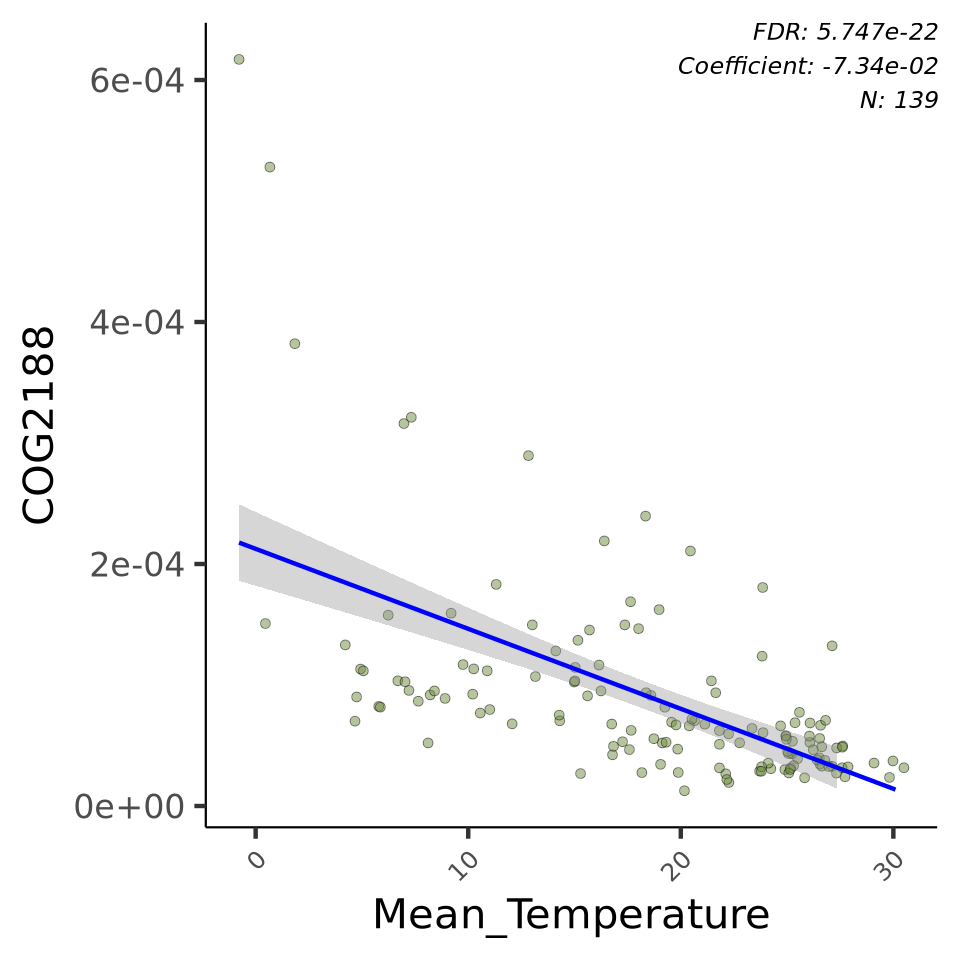 FDR: 5.747e-22
Coefficient: -7.34e-02
N: 139
6e-04
4e-04
2e-04
0e+00
COG2188
0
10
20
30
Mean_Temperature